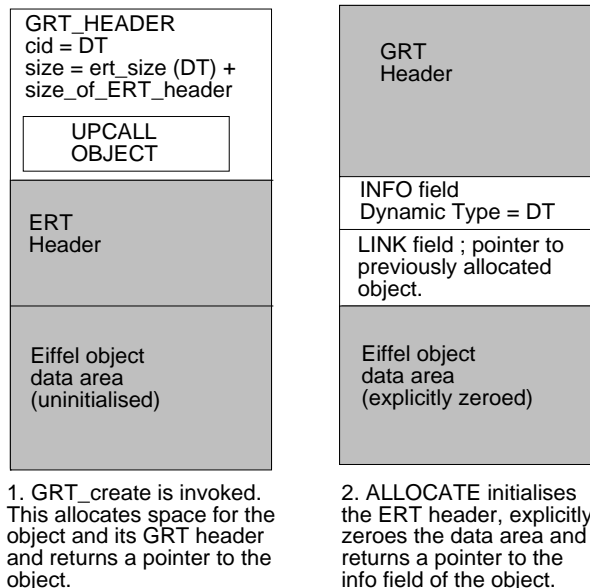 GRT_HEADER
cid = DT
size = ert_size (DT) +
size_of_ERT_header
UPCALL
OBJECT
ERT
Header
Eiffel object
data area
(uninitialised)
1. GRT_create is invoked.
This allocates space for the
object and its GRT header
and returns a pointer to the
object.
GRT
Header
INFO field
Dynamic Type = DT
LINK field ; pointer to
previously allocated
object.
Eiffel object
data area
(explicitly zeroed)
2. ALLOCATE initialises
the ERT header, explicitly
zeroes the data area and
returns a pointer to the
info field of the object.